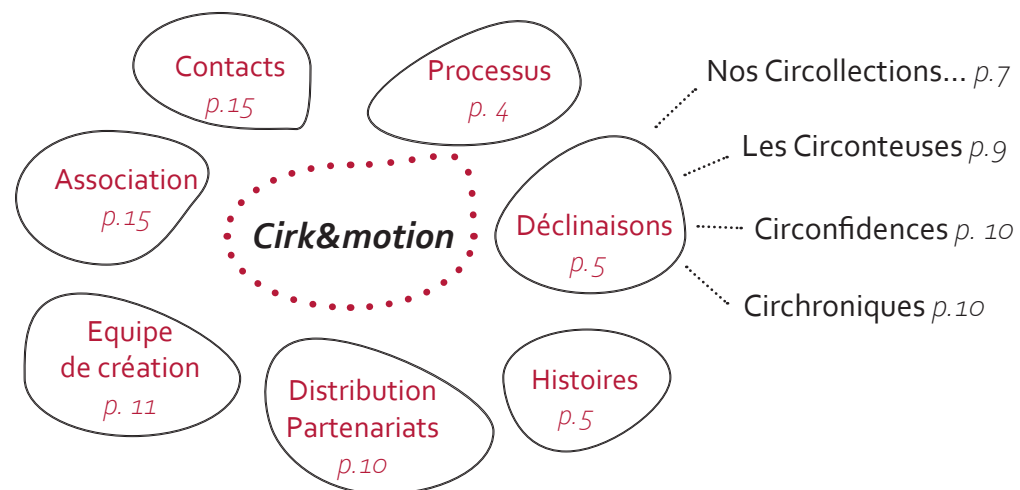 Contacts
p.15
Processus
p. 4
Nos Circollections... p.7
Les Circonteuses p.9
Association
p.15
Cirk&motion
Déclinaisons
p.5
Circonfidences p. 10
Circhroniques p.10
Equipe
de création
p. 11
Distribution
Partenariats
p.10
Histoires
p.5